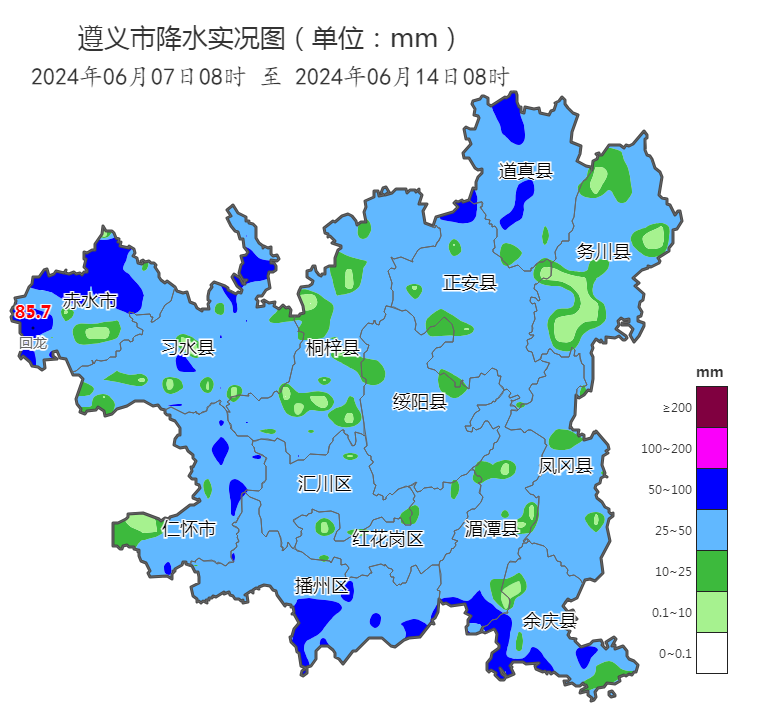 遵义市降水实况图（单位：mm）
2024年06月07日08时 至 2024年06月14日08时
道真县
务川县
正安县
赤水市
85.7
回龙
习水县
桐梓县
绥阳县
mm
≥200
100~200
50~100
25~50
10~25
0.1~10
0~0.1
凤冈县
汇川区
仁怀市
红花岗区
湄潭县
播州区
余庆县